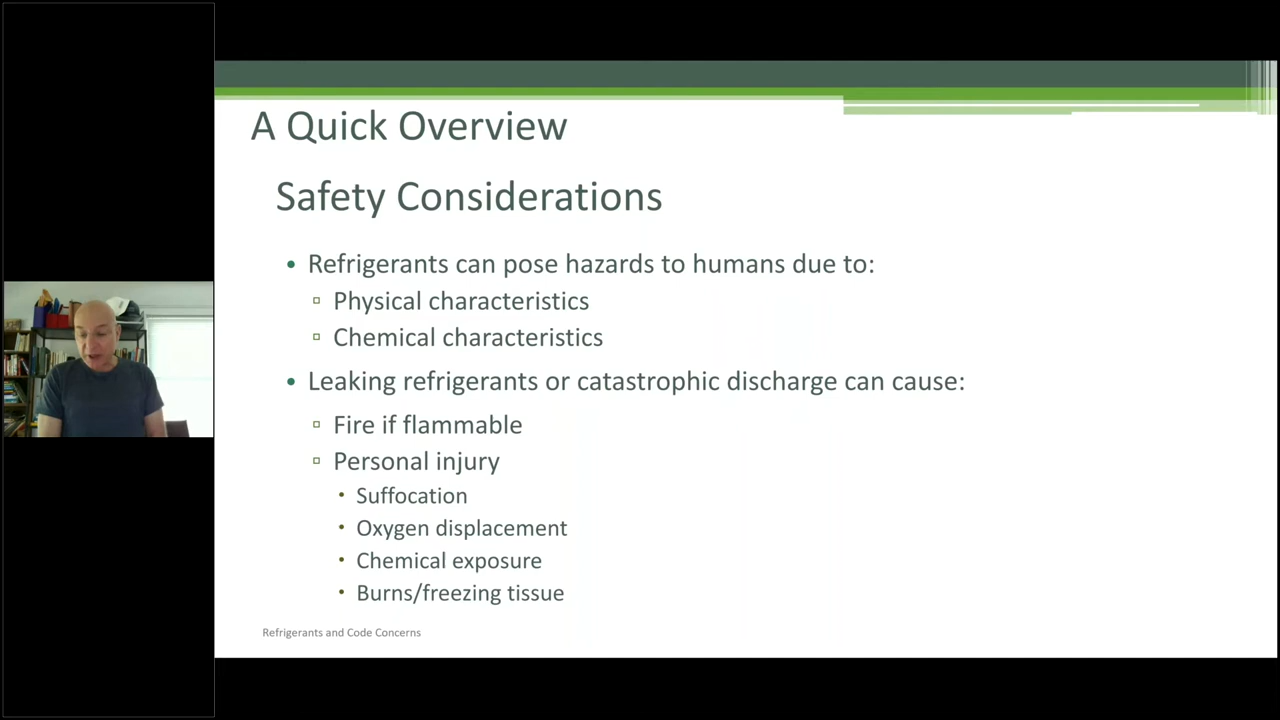 A Quick Overview
Safety Considerations
• Refrigerants can pose hazards to humans due to:
▫ Physical characteristics
▫ Chemical characteristics
• Leaking refrigerants or catastrophic discharge can cause:
▫ Fire if flammable
▫ Personal injury
• Suffocation
• Oxygen displacement
• Chemical exposure
• Burns/freezing tissue
Refrigerants and Code Concerns